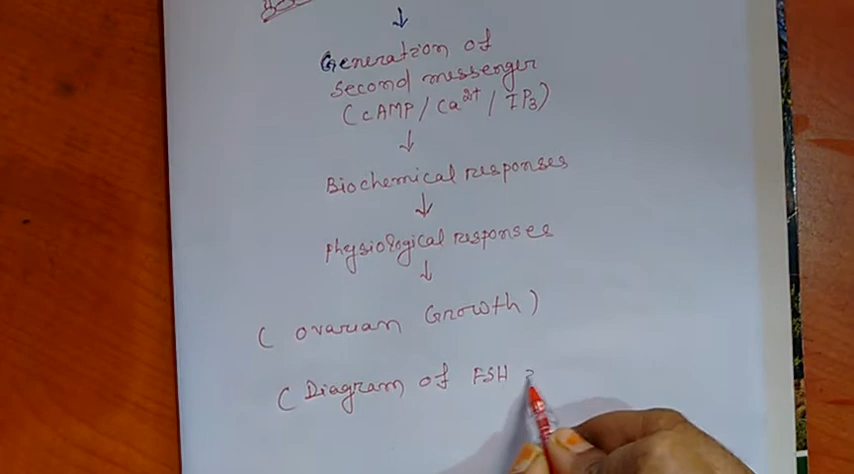 Generation of
second messenger
(cAMP / Ca2+ / IP3)
↓
Biochemical responses
↓
Physiological responses
↓
( Ovarian Growth )
( Diagram of FSH